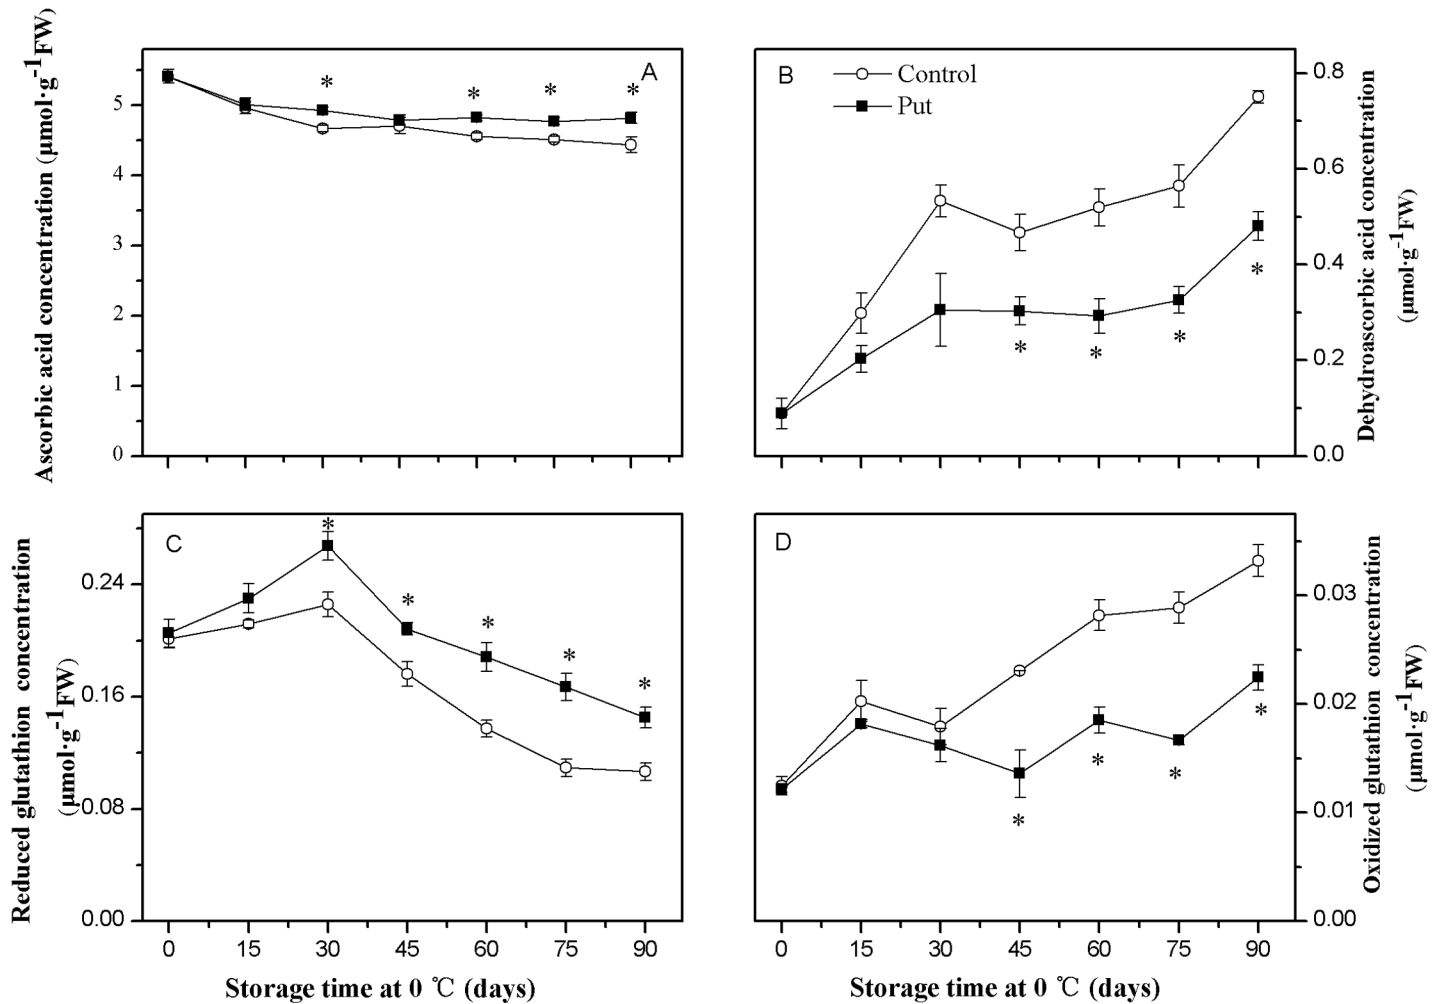 Ascorbic acid concentration (μmol·g⁻¹FW)
5
4
3
2
1
0
* * * *
A
B
Control
Put
* * * *
0.8
0.6
0.4
0.2
0.0
Dehydroascorbic acid concentration
(μmol·g⁻¹FW)
Reduced glutathion concentration
(μmol·g⁻¹FW)
0.24
0.16
0.08
0.00
C
* * * * *
0 15 30 45 60 75 90
Storage time at 0 ℃ (days)
D
* * * *
0.03
0.02
0.01
0.00
Oxidized glutathion concentration
(μmol·g⁻¹FW)
0 15 30 45 60 75 90
Storage time at 0 ℃ (days)